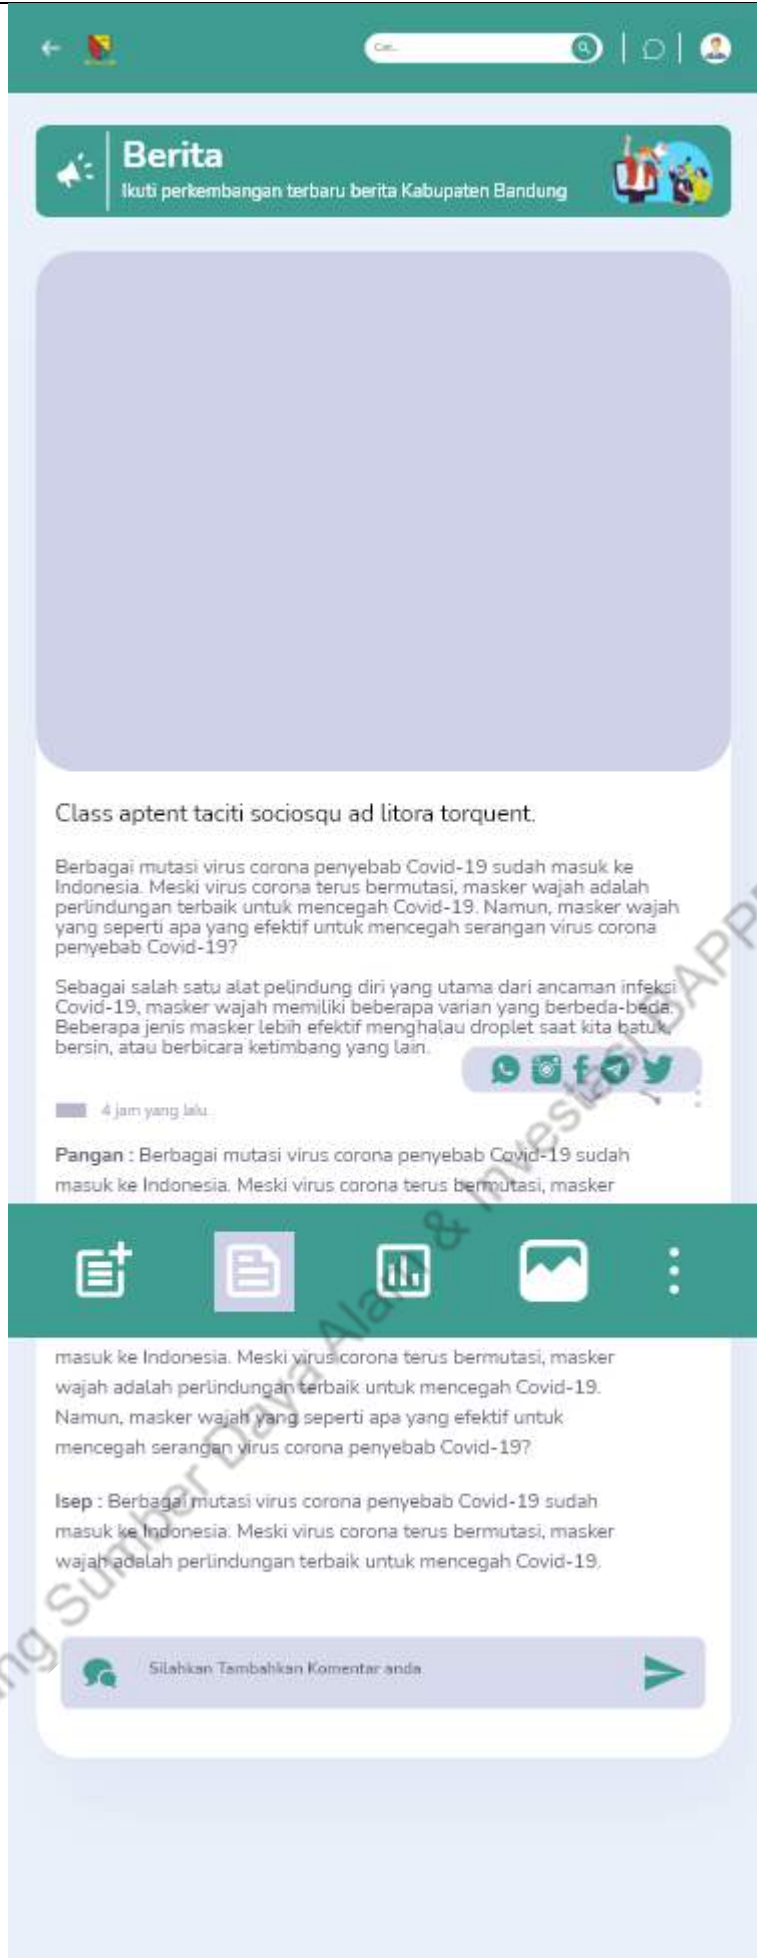 Cari...
Berita
Ikuti perkembangan terbaru berita Kabupaten Bandung
Class aptent taciti sociosqu ad litora torquent.
Berbagai mutasi virus corona penyebab Covid-19 sudah masuk ke
Indonesia. Meski virus corona terus bermutasi, masker wajah adalah
perlindungan terbaik untuk mencegah Covid-19. Namun, masker wajah
yang seperti apa yang efektif untuk mencegah serangan virus corona
penyebab Covid-19?
Sebagai salah satu alat pelindung diri yang utama dari ancaman infeksi
Covid-19, masker wajah memiliki beberapa varian yang berbeda-beda.
Beberapa jenis masker lebih efektif menghalau droplet saat kita batuk,
bersin, atau berbicara ketimbang yang lain.
4 jam yang lalu
Pangan : Berbagai mutasi virus corona penyebab Covid-19 sudah
masuk ke Indonesia. Meski virus corona terus bermutasi, masker
masuk ke Indonesia. Meski virus corona terus bermutasi, masker
wajah adalah perlindungan terbaik untuk mencegah Covid-19.
Namun, masker wajah yang seperti apa yang efektif untuk
mencegah serangan virus corona penyebab Covid-19?
Isep : Berbagai mutasi virus corona penyebab Covid-19 sudah
masuk ke Indonesia. Meski virus corona terus bermutasi, masker
wajah adalah perlindungan terbaik untuk mencegah Covid-19.
Silahkan Tambahkan Komentar anda
Sumber Daya Alam & Investasi